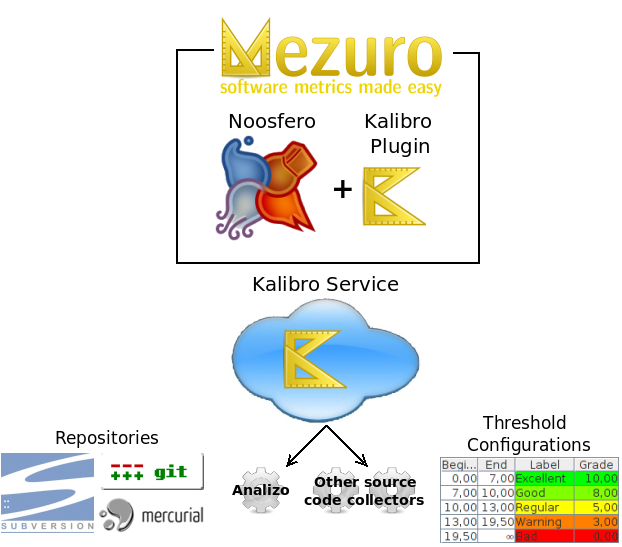 Mezuro
software metrics made easy
Noosfero
Kalibro
Plugin
+
Kalibro Service
Repositories
--- +++ git
SUBVERSION
mercurial
Analizo
Other source
code collectors
Threshold
Configurations
Begi... End Label Grade
0,00 7,00 Excellent 10,00
7,00 10,00 Good 8,00
10,00 13,00 Regular 5,00
13,00 19,50 Warning 3,00
19,50 ∞ Bad 0,00